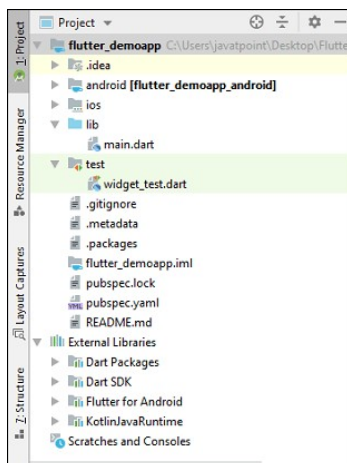 Project
flutter_demoapp C:\Users\javatpoint\Desktop\Flutte
.idea
android [flutter_demoapp_android]
ios
lib
main.dart
test
widget_test.dart
.gitignore
.metadata
.packages
flutter_demoapp.iml
pubspec.lock
pubspec.yaml
README.md
External Libraries
Dart Packages
Dart SDK
Flutter for Android
KotlinJavaRuntime
Scratches and Consoles
1: Project
Resource Manager
Layout Captures
7: Structure